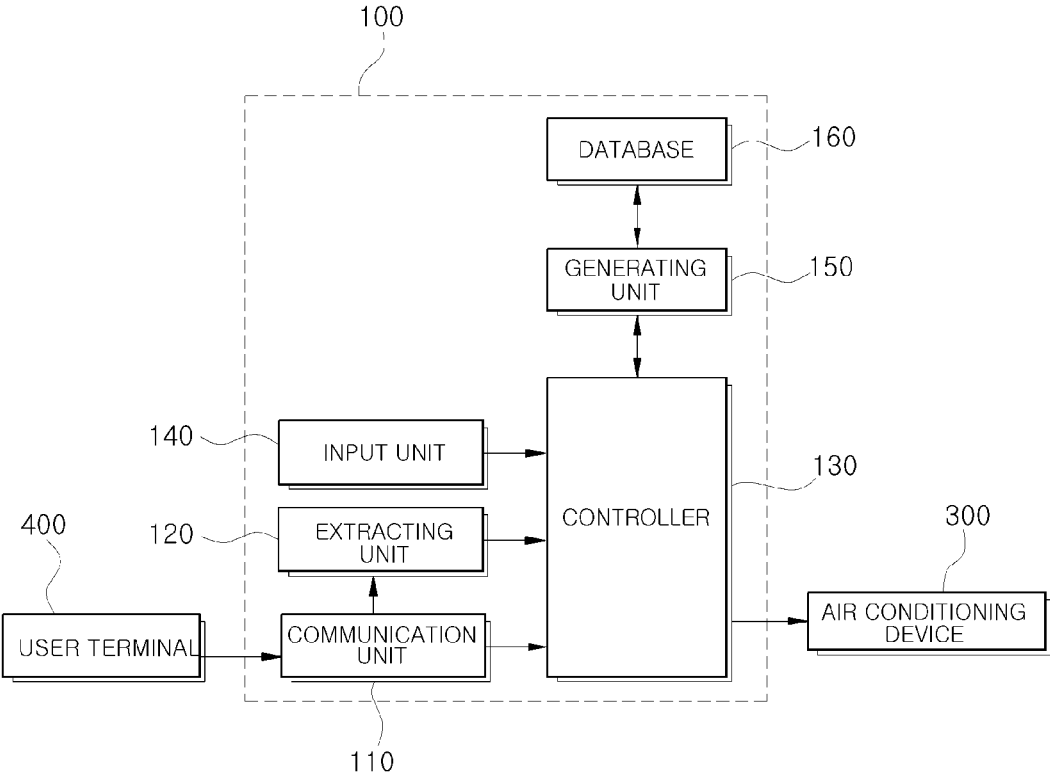 100
DATABASE
160
GENERATING
UNIT
150
140
INPUT UNIT
130
CONTROLLER
400
120
EXTRACTING
UNIT
300
USER TERMINAL
COMMUNICATION
UNIT
AIR CONDITIONING
DEVICE
110